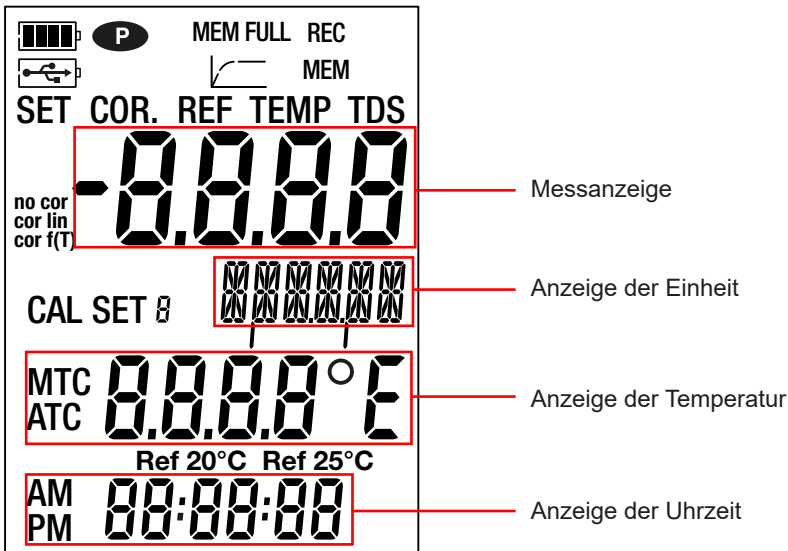 P MEM FULL REC
MEM
SET COR. REF TEMP TDS
-8.8.8.8
Messanzeige
no cor
cor lin
cor f(T)
Anzeige der Einheit
CAL SET 8
MTC
ATC
8.8.8.8°E
Anzeige der Temperatur
Ref 20°C Ref 25°C
AM
PM
88:88:88
Anzeige der Uhrzeit